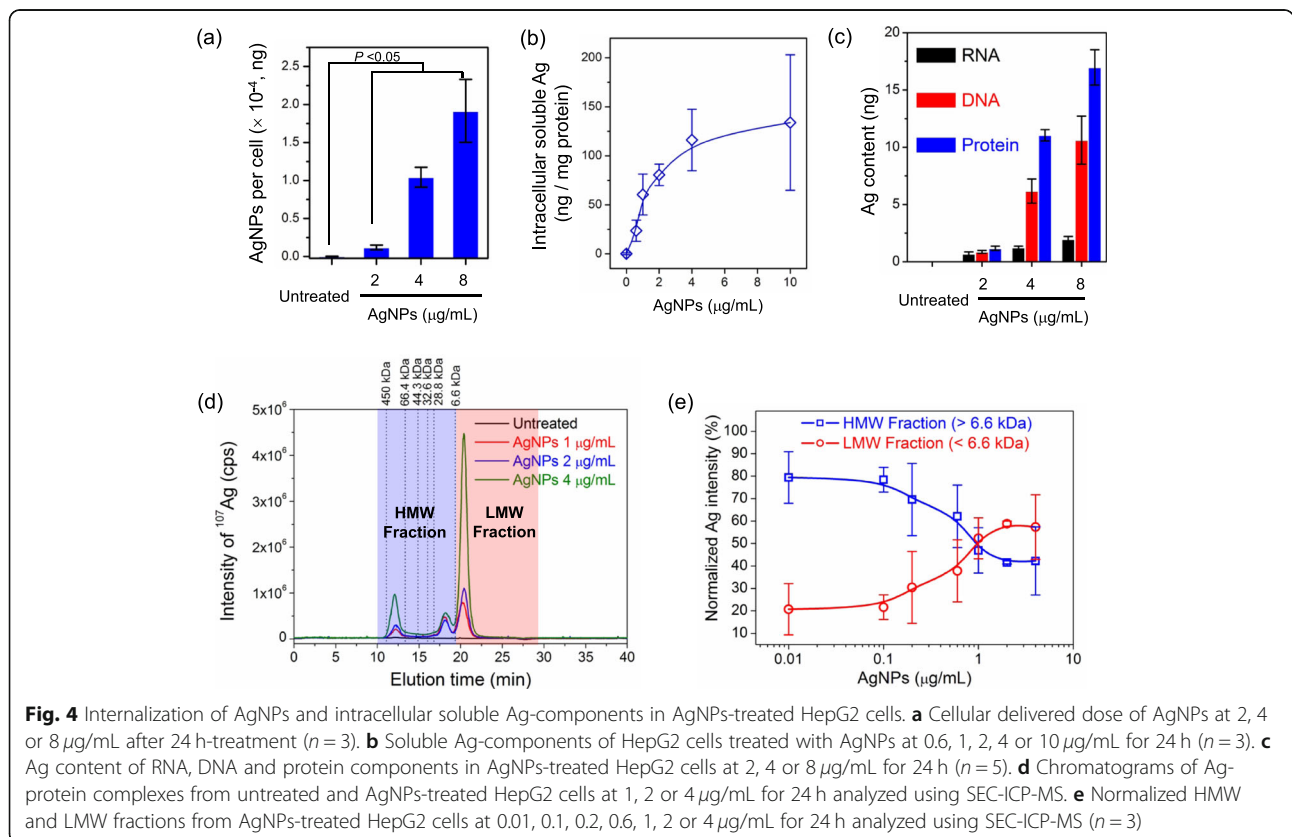 (a)
AgNPs per cell (× 10⁻⁴, ng)
2.5
2.0
1.5
1.0
0.5
0.0
P <0.05
2 4 8
Untreated
AgNPs (μg/mL)
(b)
Intracellular soluble Ag
(ng / mg protein)
200
150
100
50
0
0 2 4 6 8 10
AgNPs (μg/mL)
(c)
Ag content (ng)
20
15
10
5
0
RNA
DNA
Protein
2 4 8
Untreated
AgNPs (μg/mL)
(d)
450 kDa
66.4 kDa
44.3 kDa
32.6 kDa
28.8 kDa
6.6 kDa
Intensity of ¹⁰⁷Ag (cps)
5x10⁶
4x10⁶
3x10⁶
2x10⁶
1x10⁶
0
Untreated
AgNPs 1 μg/mL
AgNPs 2 μg/mL
AgNPs 4 μg/mL
HMW
Fraction
LMW
Fraction
0 5 10 15 20 25 30 35 40
Elution time (min)
(e)
Normalized Ag intensity (%)
100
90
80
70
60
50
40
30
20
10
HMW Fraction (> 6.6 kDa)
LMW Fraction (< 6.6 kDa)
0.01 0.1 1 10
AgNPs (μg/mL)
Fig. 4 Internalization of AgNPs and intracellular soluble Ag-components in AgNPs-treated HepG2 cells. a Cellular delivered dose of AgNPs at 2, 4
or 8 μg/mL after 24 h-treatment (n = 3). b Soluble Ag-components of HepG2 cells treated with AgNPs at 0.6, 1, 2, 4 or 10 μg/mL for 24 h (n = 3). c
Ag content of RNA, DNA and protein components in AgNPs-treated HepG2 cells at 2, 4 or 8 μg/mL for 24 h (n = 5). d Chromatograms of Ag-
protein complexes from untreated and AgNPs-treated HepG2 cells at 1, 2 or 4 μg/mL for 24 h analyzed using SEC-ICP-MS. e Normalized HMW
and LMW fractions from AgNPs-treated HepG2 cells at 0.01, 0.1, 0.2, 0.6, 1, 2 or 4 μg/mL for 24 h analyzed using SEC-ICP-MS (n = 3)